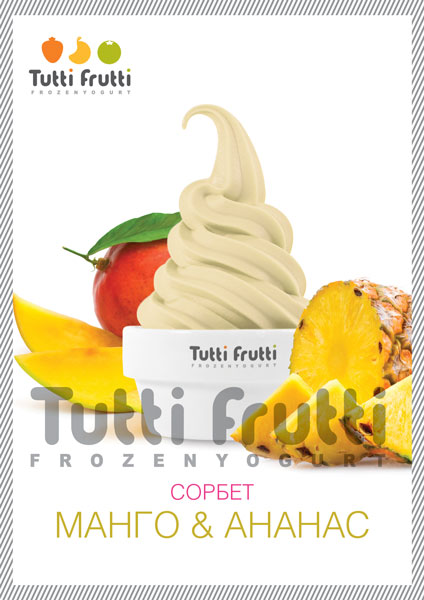 Tutti Frutti
FROZENYOGURT
Tutti Frutti
FROZENYOGURT
Tutti Frutti
FROZENYOGURT
СОРБЕТ
МАНГО & АНАНАС